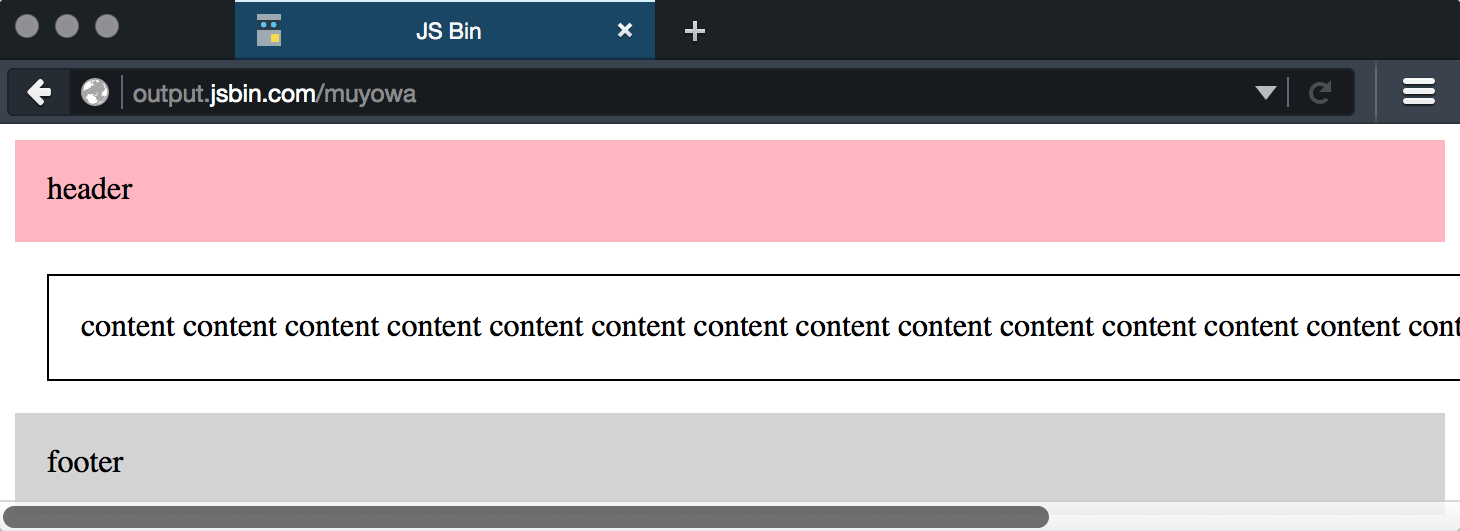 JS Bin
output.jsbin.com/muyowa
header
content content content content content content content content content content content content content cont
footer